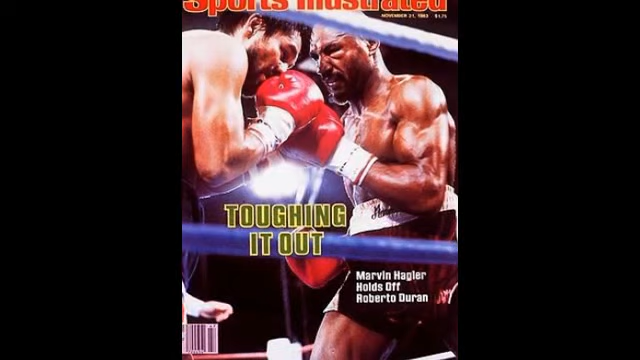 Sports Illustrated
NOVEMBER 21, 1983 $1.75
TOUGHING
IT OUT
Marvin Hagler
Holds Off
Roberto Duran